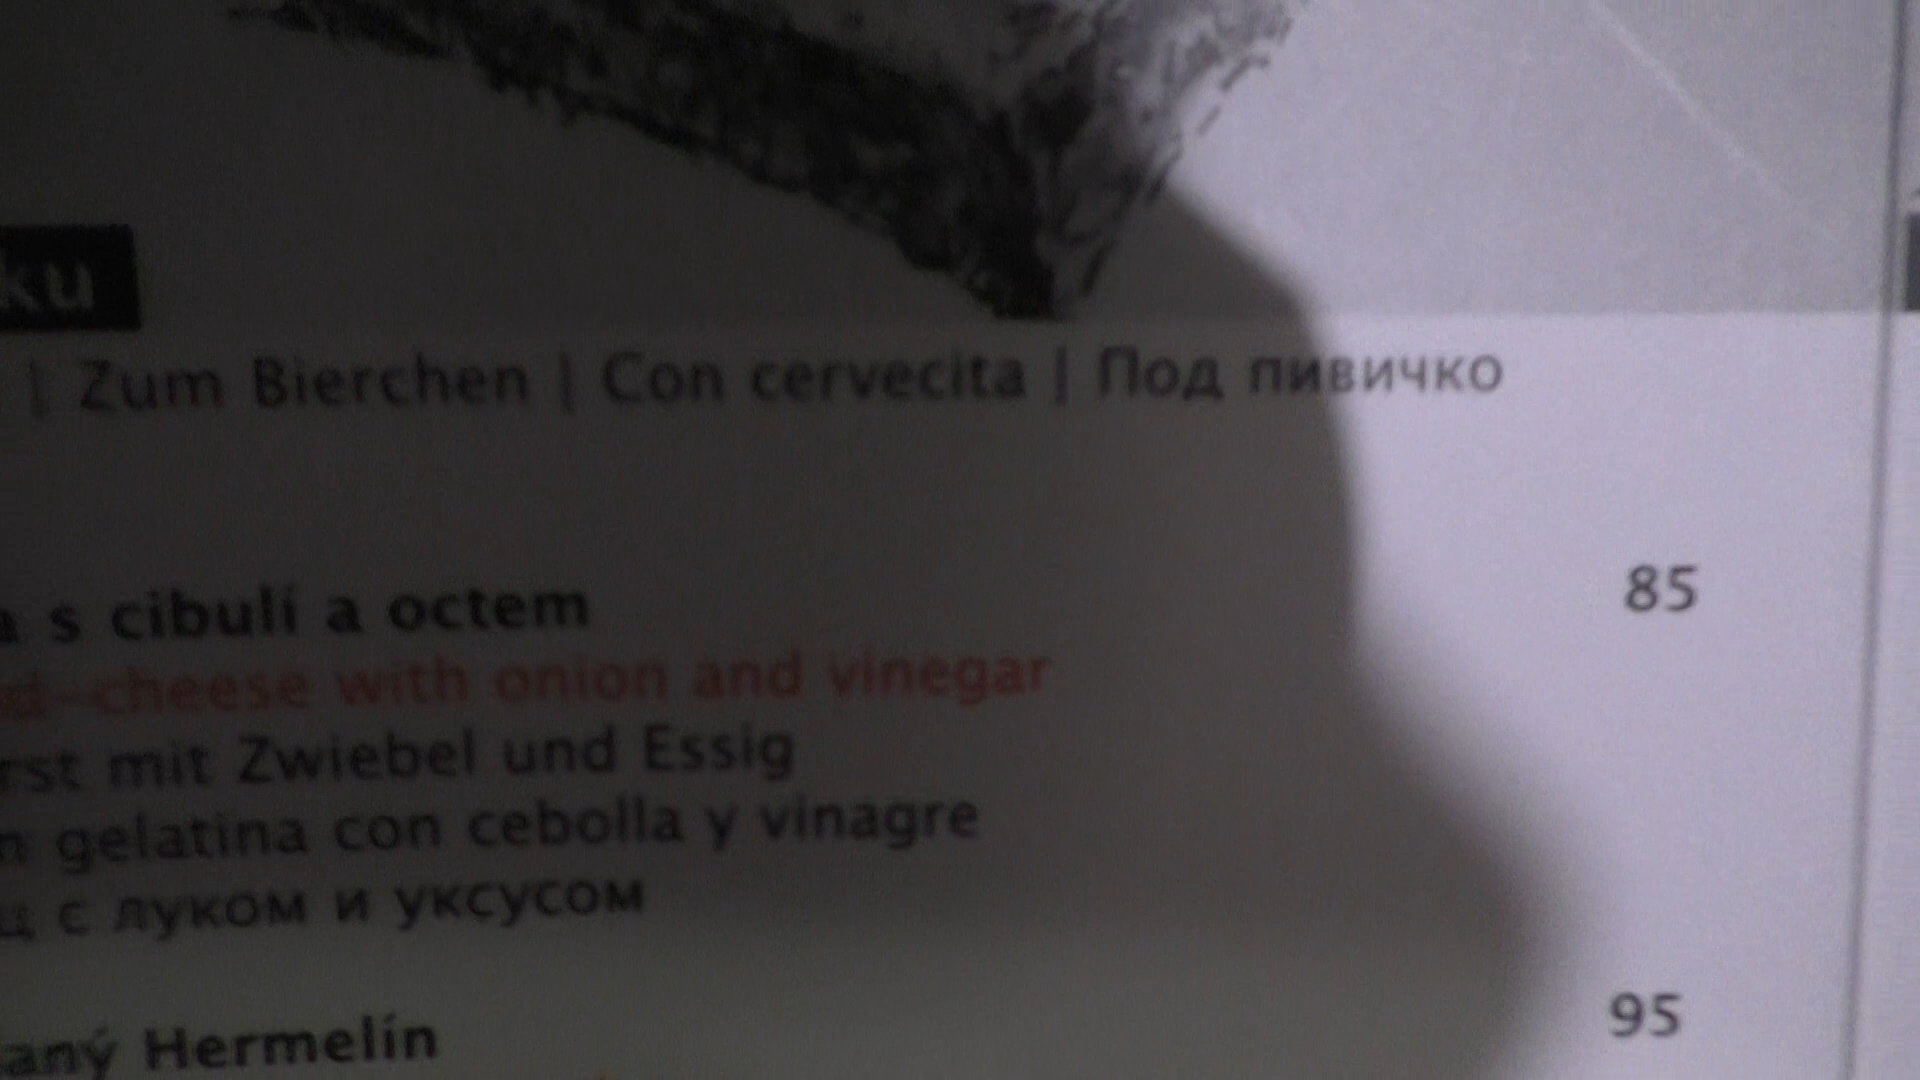 ku
| Zum Bierchen | Con cervecita | Под пивичко
s cibulí a octem 85
cheese with onion and vinegar
mit Zwiebel und Essig
gelatina con cebolla y vinagre
с луком и уксусом
Hermelín 95